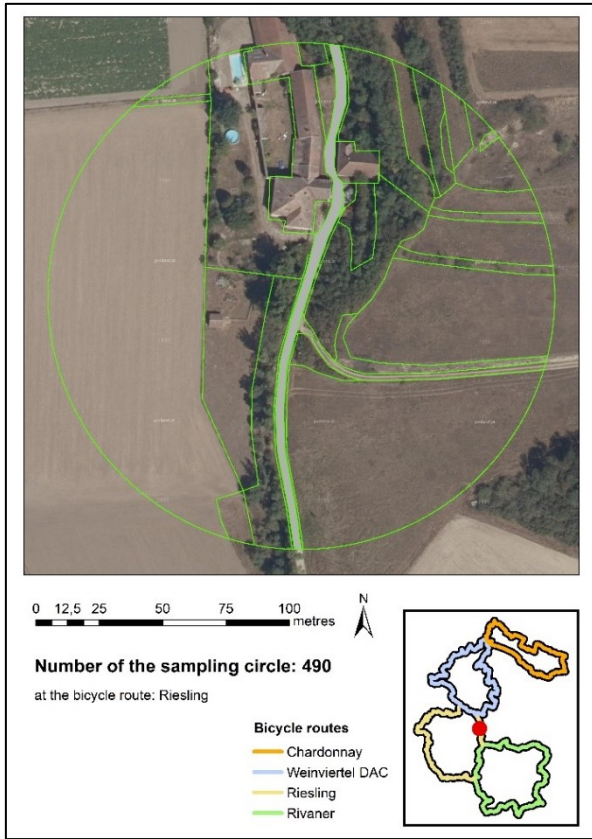 0 12,5 25 50 75 100
metres
N
Number of the sampling circle: 490
at the bicycle route: Riesling
Bicycle routes
Chardonnay
Weinviertel DAC
Riesling
Rivaner